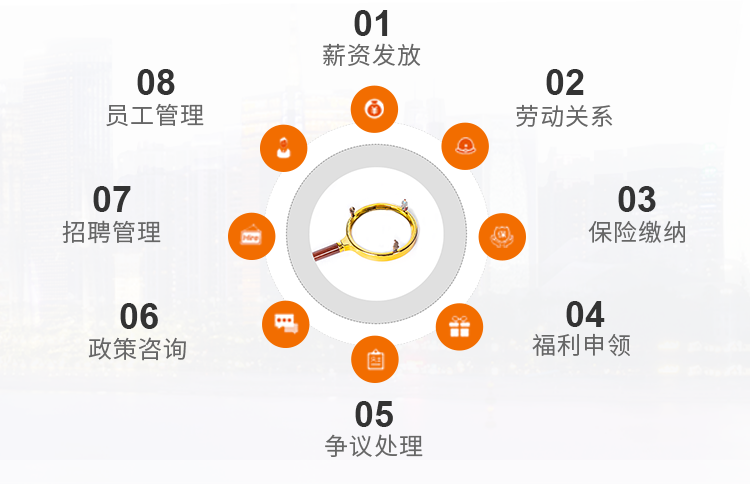 01
薪资发放
02
劳动关系
03
保险缴纳
04
福利申领
05
争议处理
06
政策咨询
07
招聘管理
08
员工管理